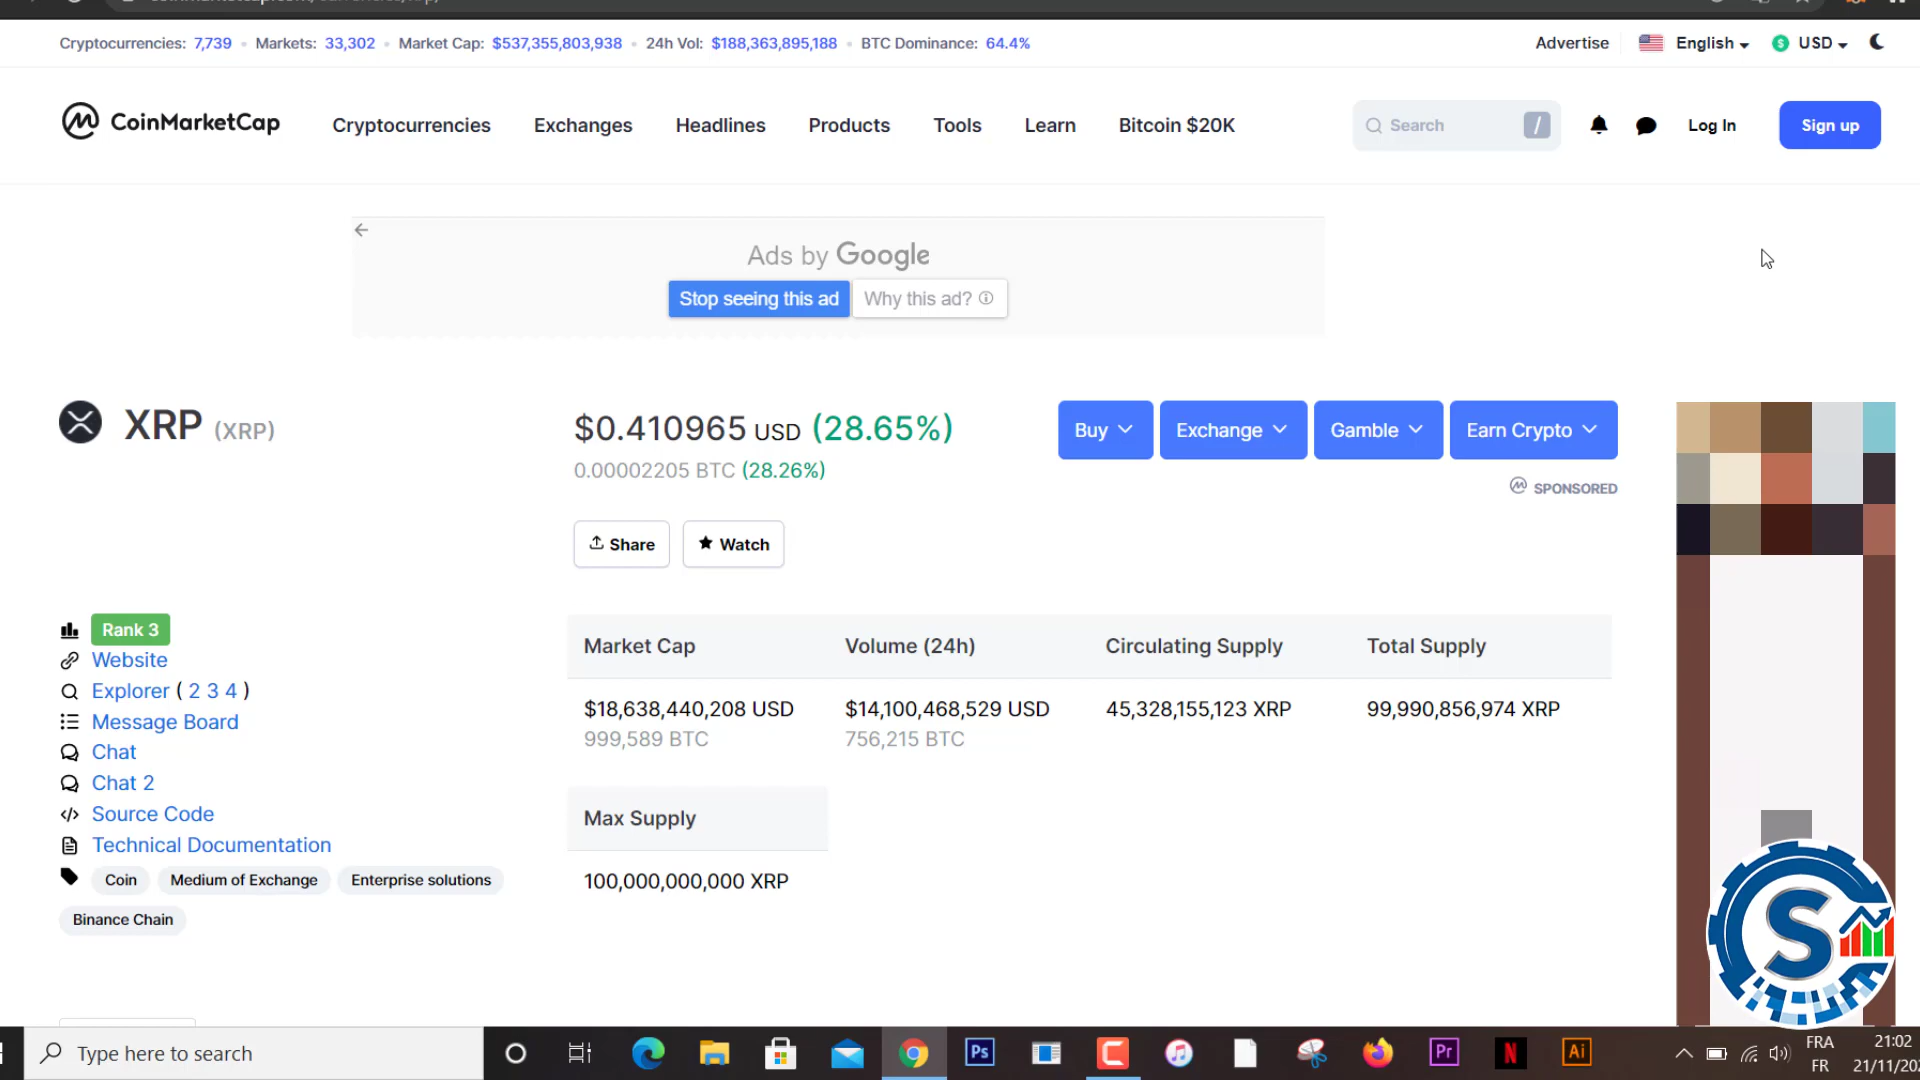 Cryptocurrencies: 7,739 • Markets: 33,302 • Market Cap: $537,355,803,938 • 24h Vol: $188,363,895,188 • BTC Dominance: 64.4%
Advertise English USD
CoinMarketCap Cryptocurrencies Exchanges Headlines Products Tools Learn Bitcoin $20K Search / Log In Sign up
Ads by Google
Stop seeing this ad Why this ad?
XRP (XRP)
$0.410965 USD (28.65%)
0.00002205 BTC (28.26%)
Buy Exchange Gamble Earn Crypto
SPONSORED
Share Watch
Rank 3
Website
Explorer ( 2 3 4 )
Message Board
Chat
Chat 2
Source Code
Technical Documentation
Coin Medium of Exchange Enterprise solutions
Binance Chain
Market Cap Volume (24h) Circulating Supply Total Supply
$18,638,440,208 USD $14,100,468,529 USD 45,328,155,123 XRP 99,990,856,974 XRP
999,589 BTC 756,215 BTC
Max Supply
100,000,000,000 XRP
S
Type here to search
Ps Pr N Ai
FRA 21:02
FR 21/11/202